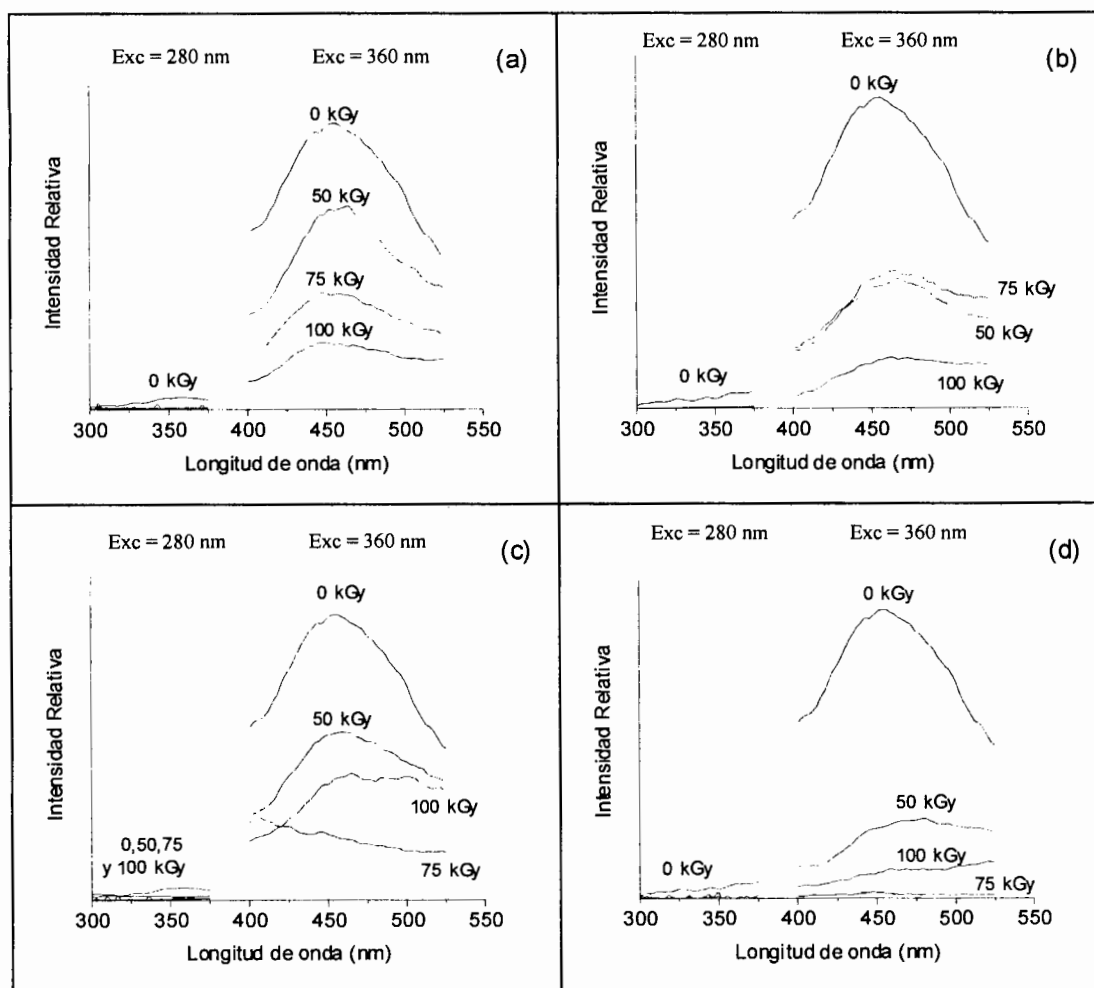 Exc = 280 nm Exc = 360 nm (a)
0 kGy
50 kGy
75 kGy
100 kGy
0 kGy
Intensidad Relativa
300 350 400 450 500 550
Longitud de onda (nm)
Exc = 280 nm Exc = 360 nm (b)
0 kGy
75 kGy
50 kGy
0 kGy
100 kGy
Intensidad Relativa
300 350 400 450 500 550
Longitud de onda (nm)
Exc = 280 nm Exc = 360 nm (c)
0 kGy
50 kGy
100 kGy
0,50,75
y 100 kGy
75 kGy
Intensidad Relativa
300 350 400 450 500 550
Longitud de onda (nm)
Exc = 280 nm Exc = 360 nm (d)
0 kGy
50 kGy
100 kGy
0 kGy
75 kGy
Intensidad Relativa
300 350 400 450 500 550
Longitud de onda (nm)